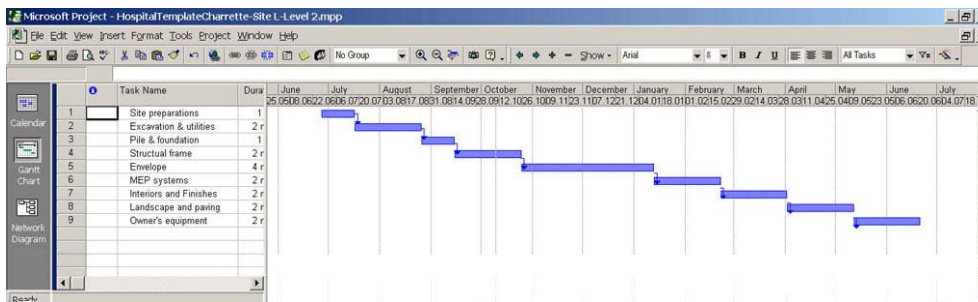 Microsoft Project - HospitalTemplateCharrette-Site L-Level 2.mpp
File Edit View Insert Format Tools Project Window Help
No Group Show Arial 8 B I U All Tasks
Task Name Dura June July August September October November December January February March April May June July
1 Site preparations 1
2 Excavation & utilities 2 r
3 Pile & foundation 1
4 Structual frame 2 r
5 Envelope 4 r
6 MEP systems 2 r
7 Interiors and Finishes 2 r
8 Landscape and paving 2 r
9 Owner's equipment 2 r
Calendar
Gantt
Chart
Network
Diagram
Ready